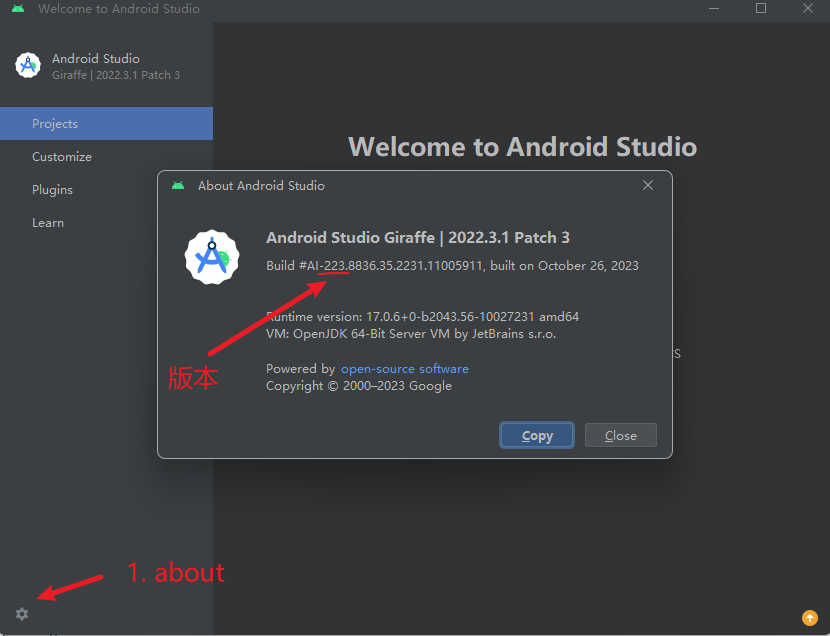 Welcome to Android Studio
Android Studio
Giraffe | 2022.3.1 Patch 3
Projects
Customize
Plugins
Learn
Welcome to Android Studio
About Android Studio
Android Studio Giraffe | 2022.3.1 Patch 3
Build #AI-223.8836.35.2231.11005911, built on October 26, 2023
Runtime version: 17.0.6+0-b2043.56-10027231 amd64
VM: OpenJDK 64-Bit Server VM by JetBrains s.r.o.
版本
Powered by open-source software
Copyright © 2000–2023 Google
Copy
Close
1. about